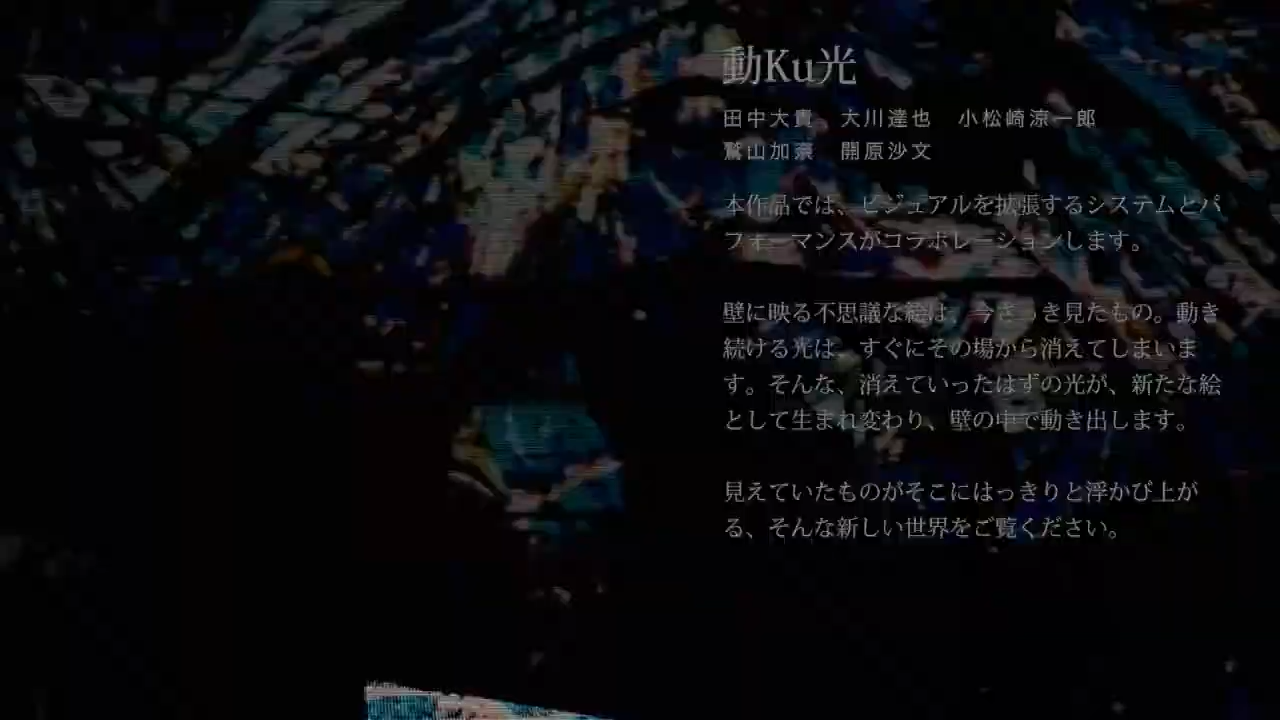 動Ku光
田中大貴　大川達也　小松崎涼一郎
鷲山加奈　開原沙文
本作品では、ビジュアルを拡張するシステムとパ
フォーマンスがコラボレーションします。
壁に映る不思議な絵は、今さっき見たもの。動き
続ける光は、すぐにその場から消えてしまいま
す。そんな、消えていったはずの光が、新たな絵
として生まれ変わり、壁の中で動き出します。
見えていたものがそこにはっきりと浮かび上が
る、そんな新しい世界をご覧ください。